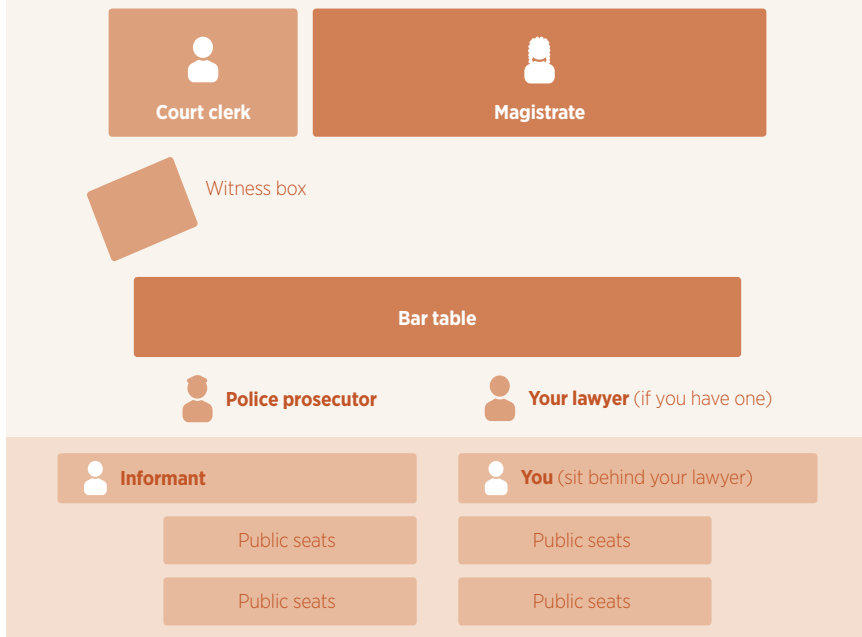 Court clerk
Magistrate
Witness box
Bar table
Police prosecutor
Your lawyer (if you have one)
Informant
You (sit behind your lawyer)
Public seats
Public seats
Public seats
Public seats